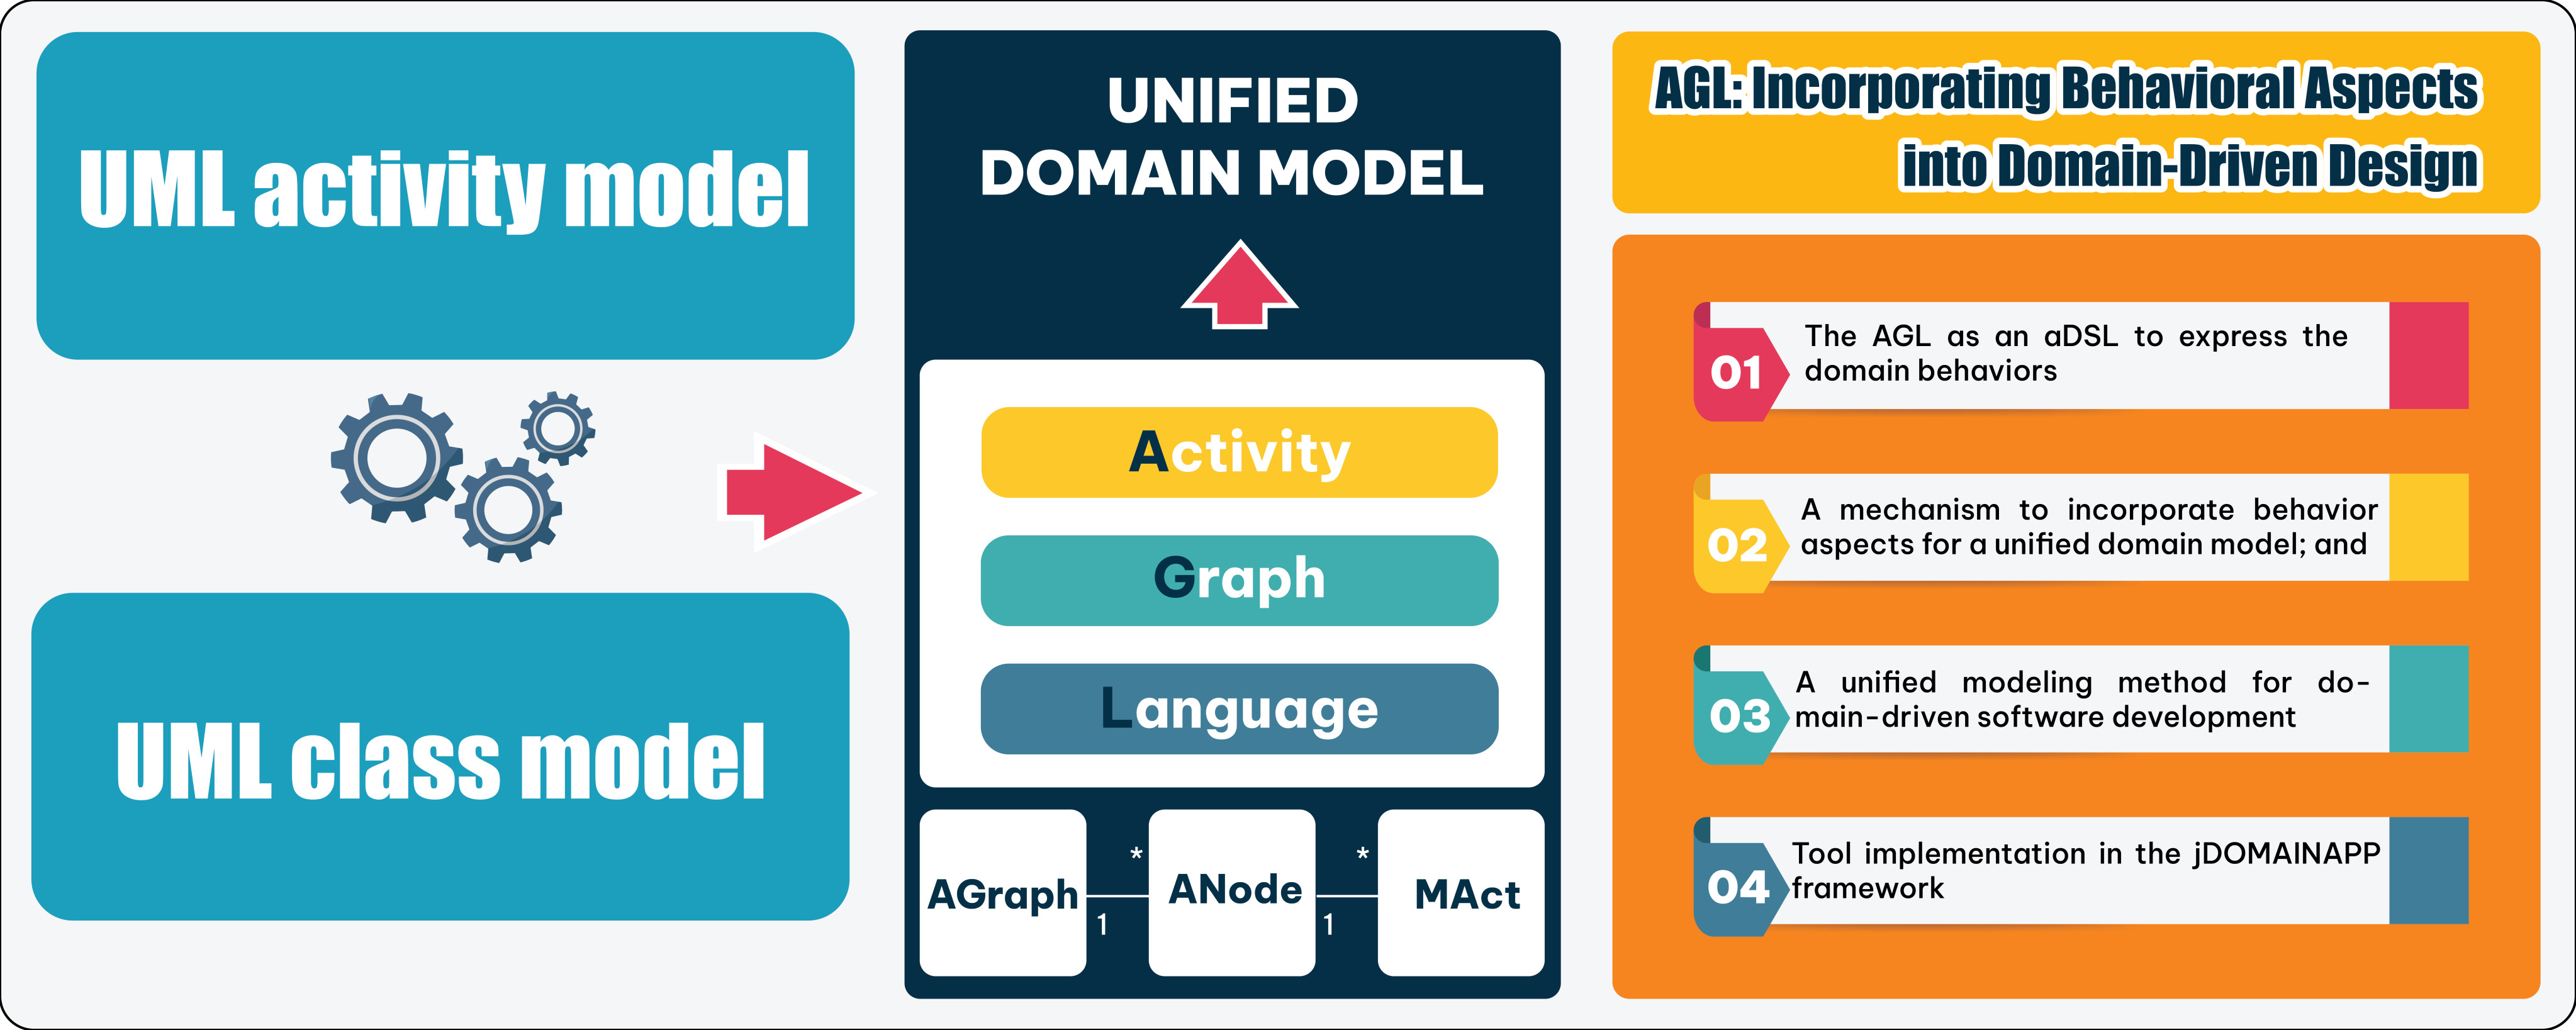 UML activity model
UML class model
UNIFIED
DOMAIN MODEL
Activity
Graph
Language
AGraph
*
1
ANode
*
1
MAct
AGL: Incorporating Behavioral Aspects
into Domain-Driven Design
01
The AGL as an aDSL to express the
domain behaviors
02
A mechanism to incorporate behavior
aspects for a unified domain model; and
03
A unified modeling method for do-
main-driven software development
04
Tool implementation in the jDOMAINAPP
framework